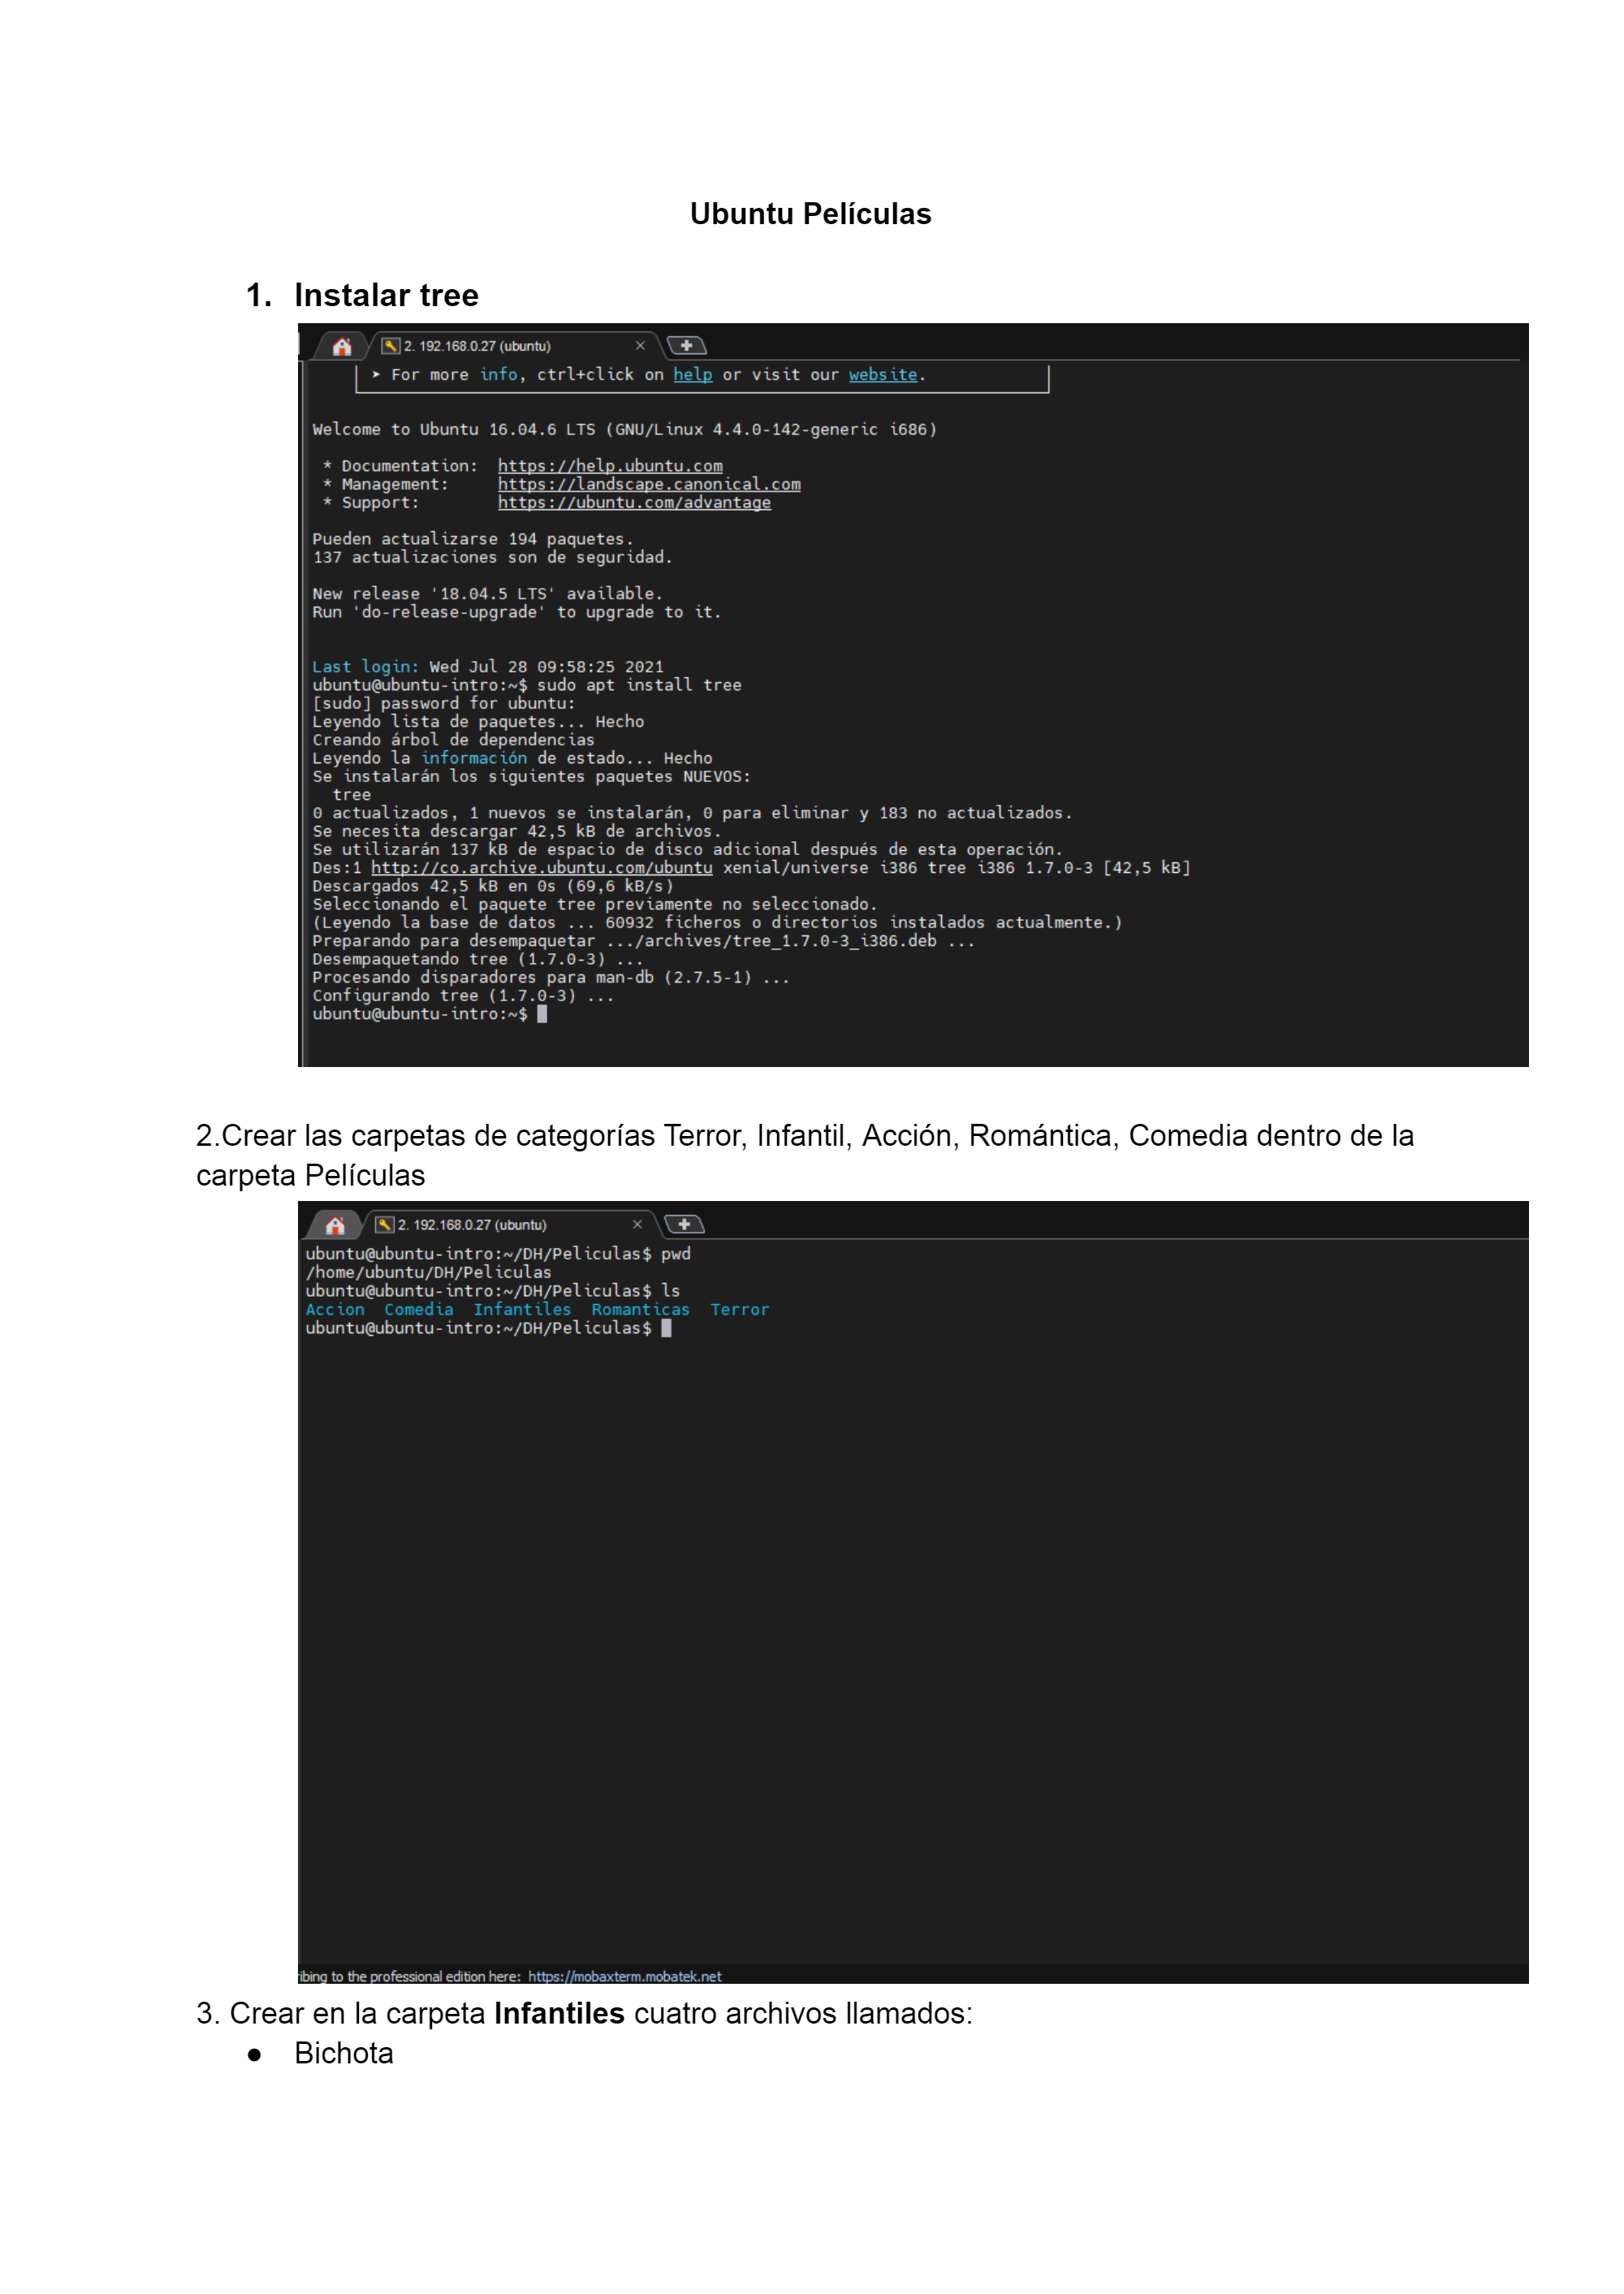 Ubuntu Películas
1. Instalar tree
2. 192.168.0.27 (ubuntu)
➤ For more info, ctrl+click on help or visit our website.
Welcome to Ubuntu 16.04.6 LTS (GNU/Linux 4.4.0-142-generic i686)
* Documentation:  https://help.ubuntu.com
* Management:     https://landscape.canonical.com
* Support:        https://ubuntu.com/advantage
Pueden actualizarse 194 paquetes.
137 actualizaciones son de seguridad.
New release '18.04.5 LTS' available.
Run 'do-release-upgrade' to upgrade to it.
Last login: Wed Jul 28 09:58:25 2021
ubuntu@ubuntu-intro:~$ sudo apt install tree
[sudo] password for ubuntu:
Leyendo lista de paquetes... Hecho
Creando árbol de dependencias
Leyendo la información de estado... Hecho
Se instalarán los siguientes paquetes NUEVOS:
tree
0 actualizados, 1 nuevos se instalarán, 0 para eliminar y 183 no actualizados.
Se necesita descargar 42,5 kB de archivos.
Se utilizarán 137 kB de espacio de disco adicional después de esta operación.
Des:1 http://co.archive.ubuntu.com/ubuntu xenial/universe i386 tree i386 1.7.0-3 [42,5 kB]
Descargados 42,5 kB en 0s (69,6 kB/s)
Seleccionando el paquete tree previamente no seleccionado.
(Leyendo la base de datos ... 60932 ficheros o directorios instalados actualmente.)
Preparando para desempaquetar .../archives/tree_1.7.0-3_i386.deb ...
Desempaquetando tree (1.7.0-3) ...
Procesando disparadores para man-db (2.7.5-1) ...
Configurando tree (1.7.0-3) ...
ubuntu@ubuntu-intro:~$
2.Crear las carpetas de categorías Terror, Infantil, Acción, Romántica, Comedia dentro de la
carpeta Películas
2. 192.168.0.27 (ubuntu)
ubuntu@ubuntu-intro:~/DH/Peliculas$ pwd
/home/ubuntu/DH/Peliculas
ubuntu@ubuntu-intro:~/DH/Peliculas$ ls
Accion  Comedia  Infantiles  Romanticas  Terror
ubuntu@ubuntu-intro:~/DH/Peliculas$
ibing to the professional edition here: https://mobaxterm.mobatek.net
3. Crear en la carpeta Infantiles cuatro archivos llamados:
● Bichota